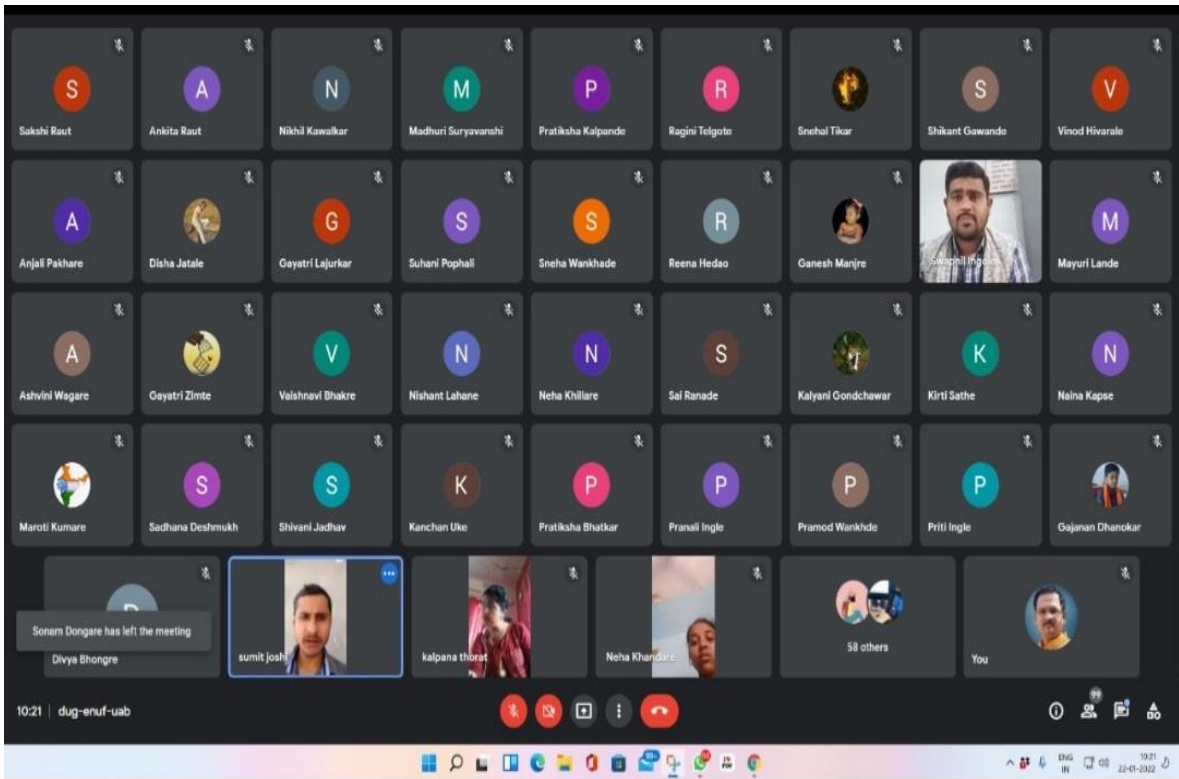 S A N M P R S V
Sakshi Raut Ankita Raut Nikhil Kawalkar Madhuri Suryavanshi Pratiksha Kalpande Ragini Telgote Snehal Tikar Shikant Gawande Vinod Hivarale
A G S S R M
Anjali Pakhare Disha Jatale Gayatri Lajurkar Suhani Pophali Sneha Wankhade Reena Hedao Ganesh Manjre Swapnil Ingole Mayuri Lande
A V N N S K N
Ashvini Wagare Gayatri Zimte Vaishnavi Bhakre Nishant Lahane Neha Khillare Sai Ranade Kalyani Gondchawar Kirti Sathe Naina Kapse
S S K P P P P
Maroti Kumare Sadhana Deshmukh Shivani Jadhav Kanchan Uke Pratiksha Bhatkar Pranali Ingle Pramod Wankhde Priti Ingle Gajanan Dhanokar
Sonam Dongare has left the meeting
Divya Bhongre sumit joshi kalpana thorat Neha Khandare 58 others You
10:21 | dug-enuf-uab 99
99+ ENG 10:21
IN 22-01-2022